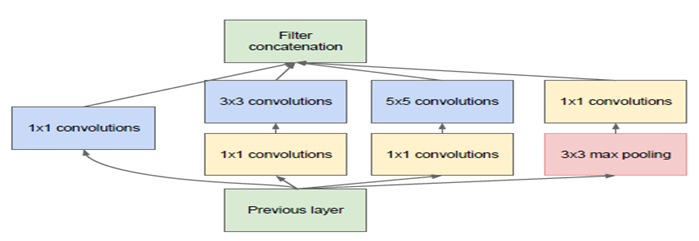 Filter
concatenation
3x3 convolutions
5x5 convolutions
1x1 convolutions
1x1 convolutions
1x1 convolutions
1x1 convolutions
3x3 max pooling
Previous layer